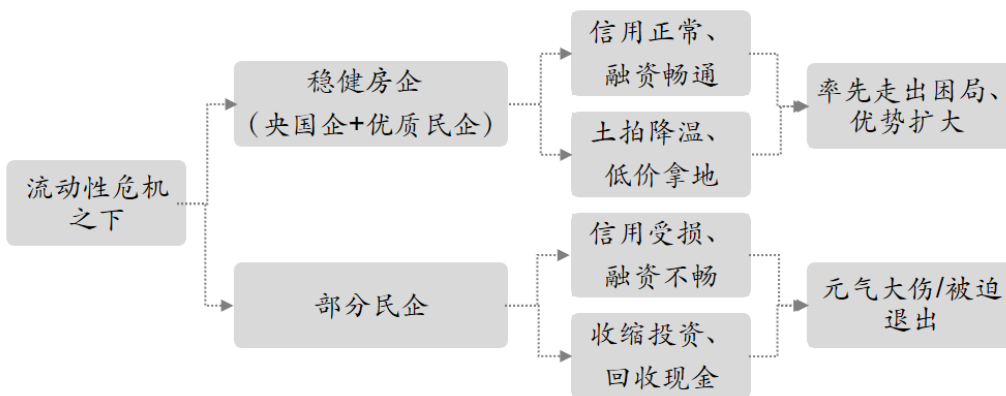 流动性危机
之下
稳健房企
（央国企+优质民企）
信用正常、
融资畅通
土拍降温、
低价拿地
率先走出困局、
优势扩大
部分民企
信用受损、
融资不畅
收缩投资、
回收现金
元气大伤/被迫
退出